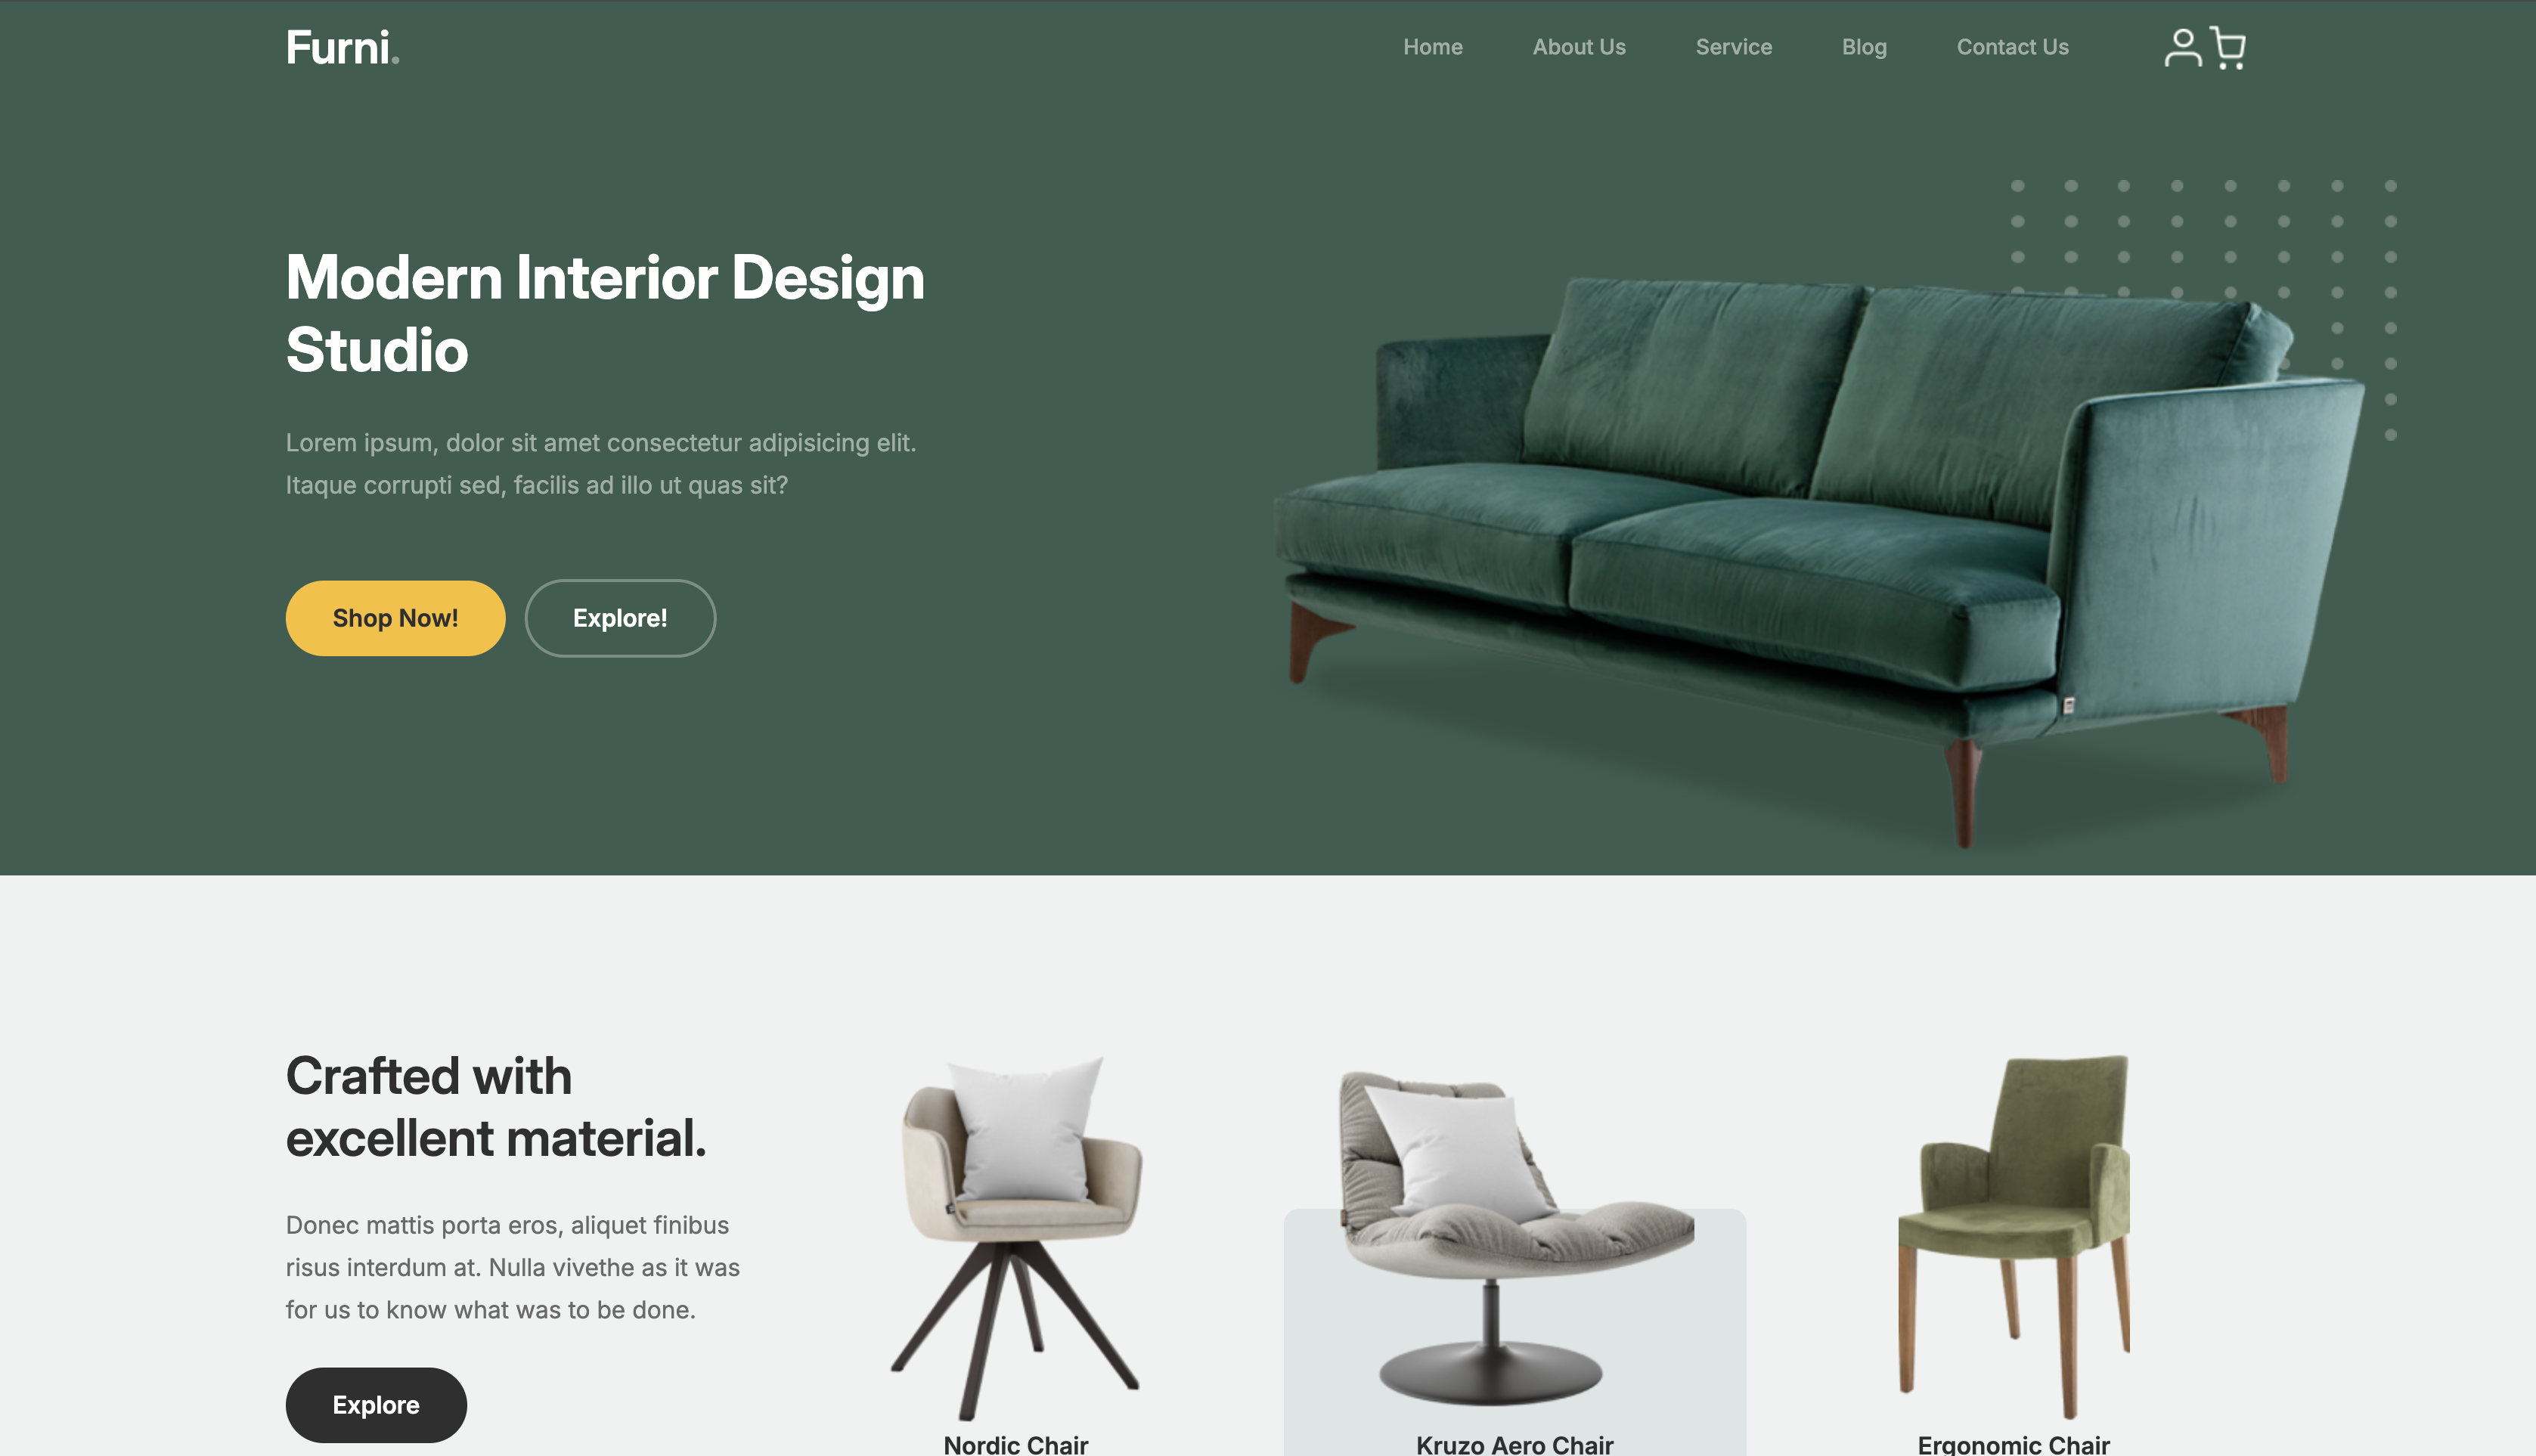 Furni.
Home
About Us
Service
Blog
Contact Us
Modern Interior Design
Studio
Lorem ipsum, dolor sit amet consectetur adipisicing elit.
Itaque corrupti sed, facilis ad illo ut quas sit?
Shop Now!
Explore!
Crafted with
excellent material.
Donec mattis porta eros, aliquet finibus
risus interdum at. Nulla vivethe as it was
for us to know what was to be done.
Explore
Nordic Chair
Kruzo Aero Chair
Ergonomic Chair